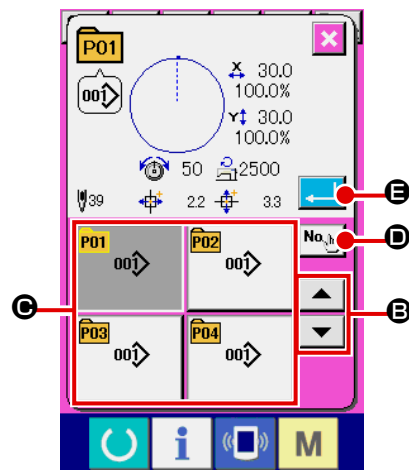 P01
001
X 30.0
100.0%
Y 30.0
100.0%
50 2500
39 2.2 3.3
E
No.
D
P01 P02
001 001
B
C
P03 P04
001 001
i M